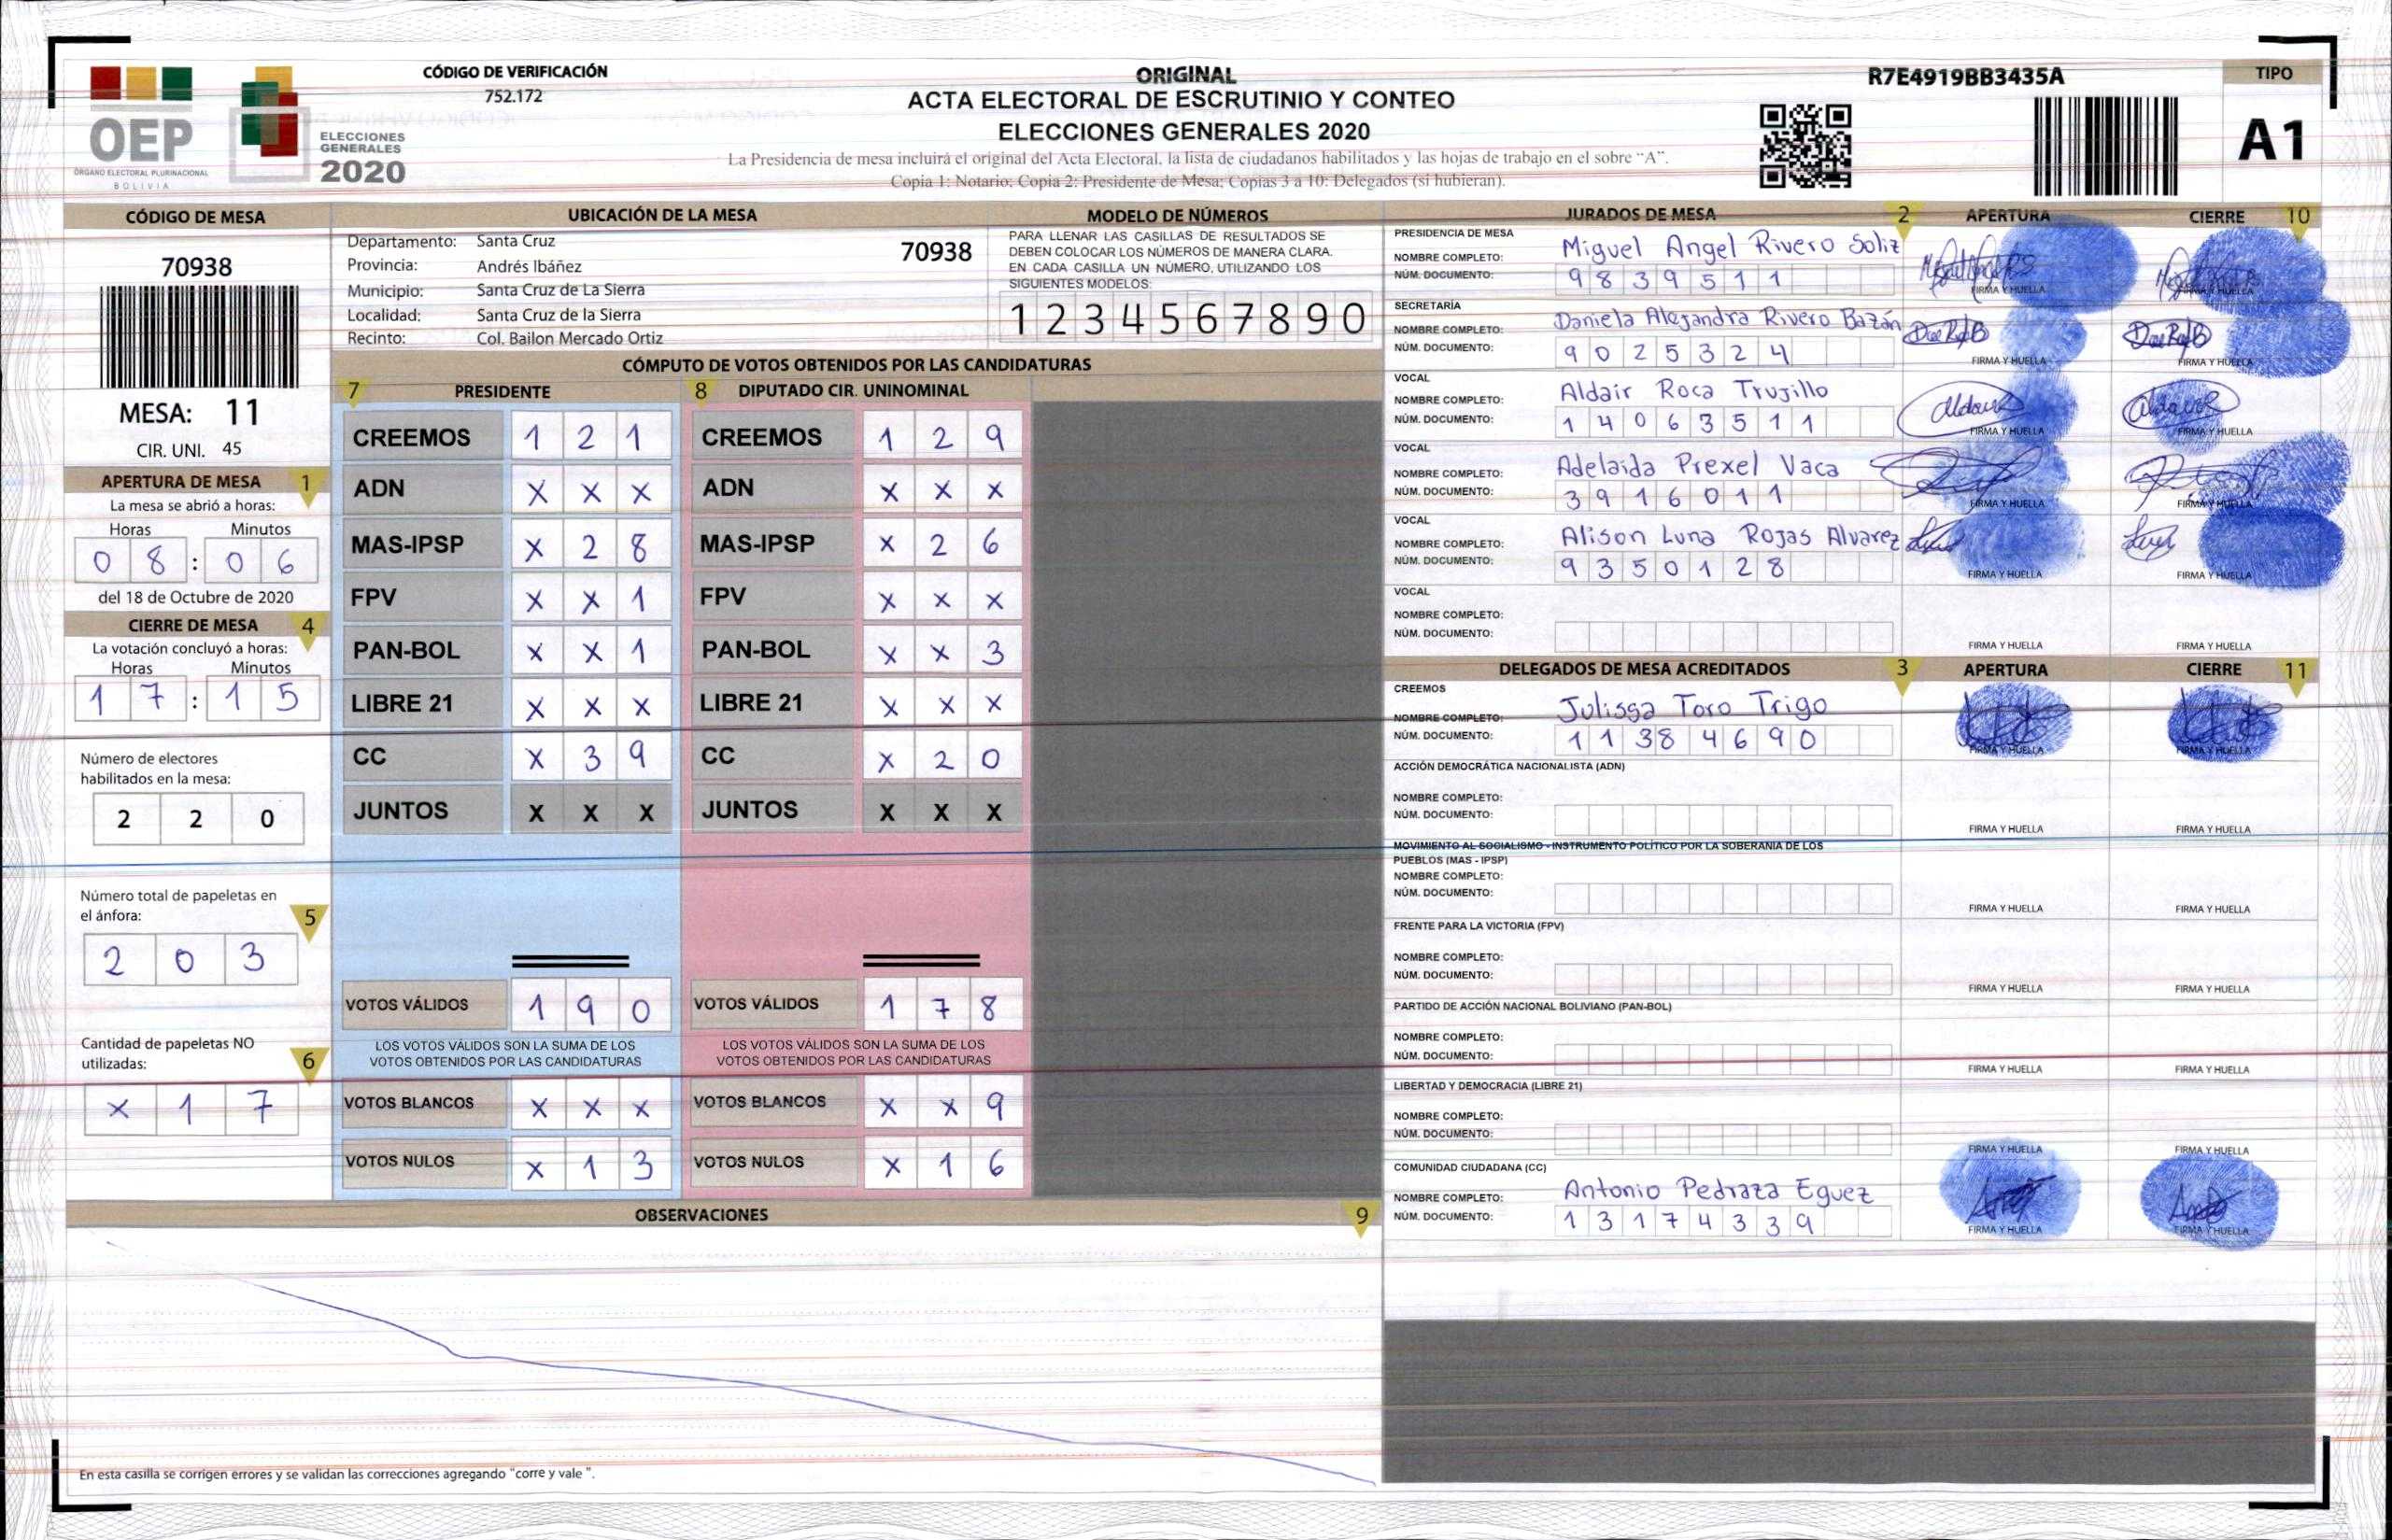 CÓDIGO DE VERIFICACIÓN
752.172
OEP
ÓRGANO ELECTORAL PLURINACIONAL
BOLIVIA
ELECCIONES
GENERALES
2020
ORIGINAL
ACTA ELECTORAL DE ESCRUTINIO Y CONTEO
ELECCIONES GENERALES 2020
La Presidencia de mesa incluirá el original del Acta Electoral, la lista de ciudadanos habilitados y las hojas de trabajo en el sobre "A".
Copia 1: Notario; Copia 2: Presidente de Mesa; Copias 3 a 10: Delegados (si hubieran).
R7E4919BB3435A
TIPO
A1
CÓDIGO DE MESA
70938
MESA: 11
CIR. UNI. 45
APERTURA DE MESA 1
La mesa se abrió a horas:
Horas Minutos
0 8 : 0 6
del 18 de Octubre de 2020
CIERRE DE MESA 4
La votación concluyó a horas:
Horas Minutos
1 7 : 1 5
Número de electores
habilitados en la mesa:
2 2 0
Número total de papeletas en
el ánfora: 5
2 0 3
Cantidad de papeletas NO
utilizadas: 6
x 1 7
UBICACIÓN DE LA MESA
Departamento: Santa Cruz 70938
Provincia: Andrés Ibáñez
Municipio: Santa Cruz de La Sierra
Localidad: Santa Cruz de la Sierra
Recinto: Col. Bailon Mercado Ortiz
MODELO DE NÚMEROS
PARA LLENAR LAS CASILLAS DE RESULTADOS SE
DEBEN COLOCAR LOS NÚMEROS DE MANERA CLARA.
EN CADA CASILLA UN NÚMERO, UTILIZANDO LOS
SIGUIENTES MODELOS:
1 2 3 4 5 6 7 8 9 0
CÓMPUTO DE VOTOS OBTENIDOS POR LAS CANDIDATURAS
7 PRESIDENTE
CREEMOS 1 2 1
ADN X X X
MAS-IPSP X 2 8
FPV X X 1
PAN-BOL X X 1
LIBRE 21 X X X
CC X 3 9
JUNTOS X X X
VOTOS VÁLIDOS 1 9 0
LOS VOTOS VÁLIDOS SON LA SUMA DE LOS
VOTOS OBTENIDOS POR LAS CANDIDATURAS
VOTOS BLANCOS X X X
VOTOS NULOS X 1 3
8 DIPUTADO CIR. UNINOMINAL
CREEMOS 1 2 9
ADN X X X
MAS-IPSP X 2 6
FPV X X X
PAN-BOL X X 3
LIBRE 21 X X X
CC X 2 0
JUNTOS X X X
VOTOS VÁLIDOS 1 7 8
LOS VOTOS VÁLIDOS SON LA SUMA DE LOS
VOTOS OBTENIDOS POR LAS CANDIDATURAS
VOTOS BLANCOS X X 9
VOTOS NULOS X 1 6
OBSERVACIONES 9
En esta casilla se corrigen errores y se validan las correcciones agregando "corre y vale ".
JURADOS DE MESA 2 APERTURA CIERRE 10
PRESIDENCIA DE MESA
NOMBRE COMPLETO: Miguel Angel Rivero Soliz
NÚM. DOCUMENTO: 9 8 3 9 5 1 1
FIRMA Y HUELLA FIRMA Y HUELLA
SECRETARÍA
NOMBRE COMPLETO: Daniela Alejandra Rivero Bazán
NÚM. DOCUMENTO: 9 0 2 5 3 2 4
FIRMA Y HUELLA FIRMA Y HUELLA
VOCAL
NOMBRE COMPLETO: Aldair Roca Trujillo
NÚM. DOCUMENTO: 1 4 0 6 3 5 1 1
FIRMA Y HUELLA FIRMA Y HUELLA
VOCAL
NOMBRE COMPLETO: Adelaida Prexel Vaca
NÚM. DOCUMENTO: 3 9 1 6 0 1 1
FIRMA Y HUELLA FIRMA Y HUELLA
VOCAL
NOMBRE COMPLETO: Alison Luna Rojas Alvarez
NÚM. DOCUMENTO: 9 3 5 0 1 2 8
FIRMA Y HUELLA FIRMA Y HUELLA
VOCAL
NOMBRE COMPLETO:
NÚM. DOCUMENTO:
FIRMA Y HUELLA FIRMA Y HUELLA
DELEGADOS DE MESA ACREDITADOS 3 APERTURA CIERRE 11
CREEMOS
NOMBRE COMPLETO: Julissa Toro Trigo
NÚM. DOCUMENTO: 1 1 3 8 4 6 9 0
FIRMA Y HUELLA FIRMA Y HUELLA
ACCIÓN DEMOCRÁTICA NACIONALISTA (ADN)
NOMBRE COMPLETO:
NÚM. DOCUMENTO:
FIRMA Y HUELLA FIRMA Y HUELLA
MOVIMIENTO AL SOCIALISMO - INSTRUMENTO POLÍTICO POR LA SOBERANÍA DE LOS
PUEBLOS (MAS - IPSP)
NOMBRE COMPLETO:
NÚM. DOCUMENTO:
FIRMA Y HUELLA FIRMA Y HUELLA
FRENTE PARA LA VICTORIA (FPV)
NOMBRE COMPLETO:
NÚM. DOCUMENTO:
FIRMA Y HUELLA FIRMA Y HUELLA
PARTIDO DE ACCIÓN NACIONAL BOLIVIANO (PAN-BOL)
NOMBRE COMPLETO:
NÚM. DOCUMENTO:
FIRMA Y HUELLA FIRMA Y HUELLA
LIBERTAD Y DEMOCRACIA (LIBRE 21)
NOMBRE COMPLETO:
NÚM. DOCUMENTO:
FIRMA Y HUELLA FIRMA Y HUELLA
COMUNIDAD CIUDADANA (CC)
NOMBRE COMPLETO: Antonio Pedraza Eguez
NÚM. DOCUMENTO: 1 3 1 7 4 3 3 9
FIRMA Y HUELLA FIRMA Y HUELLA